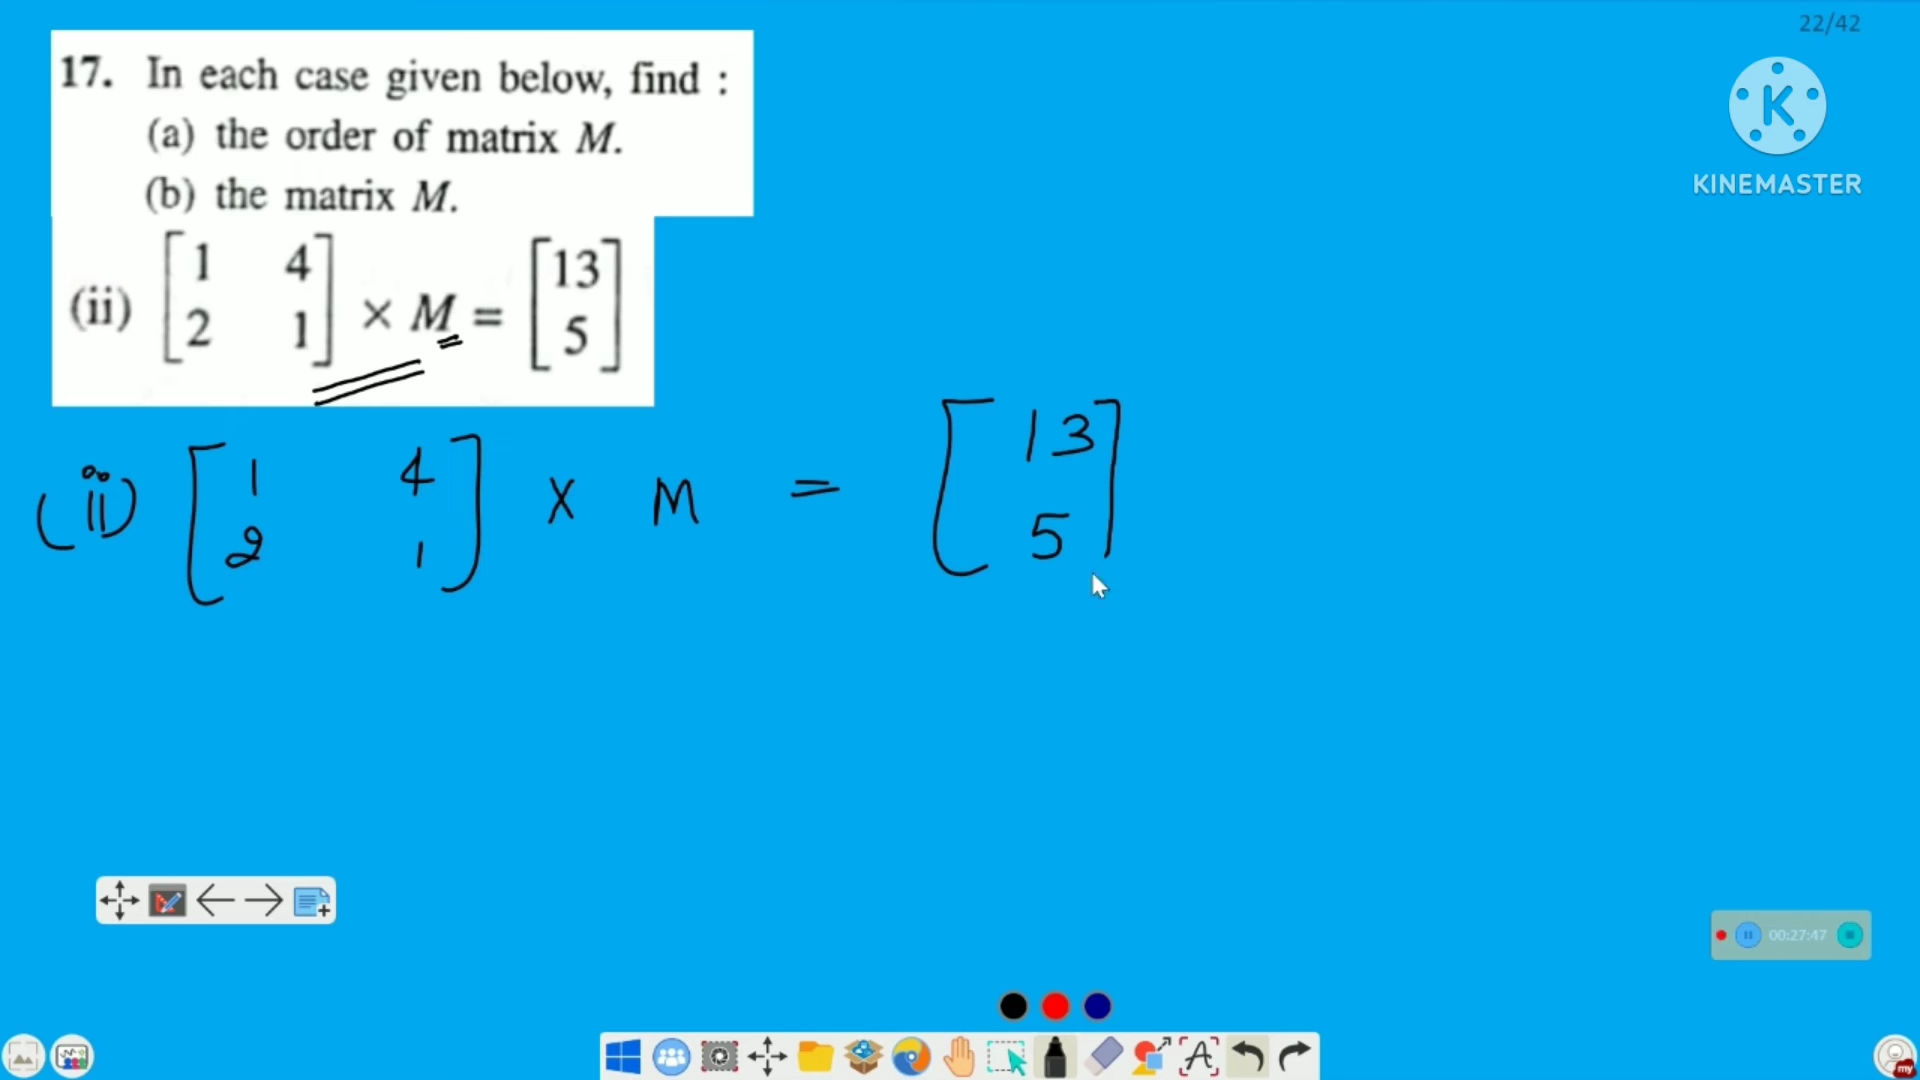 22/42
17. In each case given below, find :
(a) the order of matrix M.
(b) the matrix M.
(ii) [1 4] × M = [13]
[2 1] [5]
K
KINEMASTER
(ii) [1 4] × M = [13]
[2 1] [5]
00:27:47
A
my